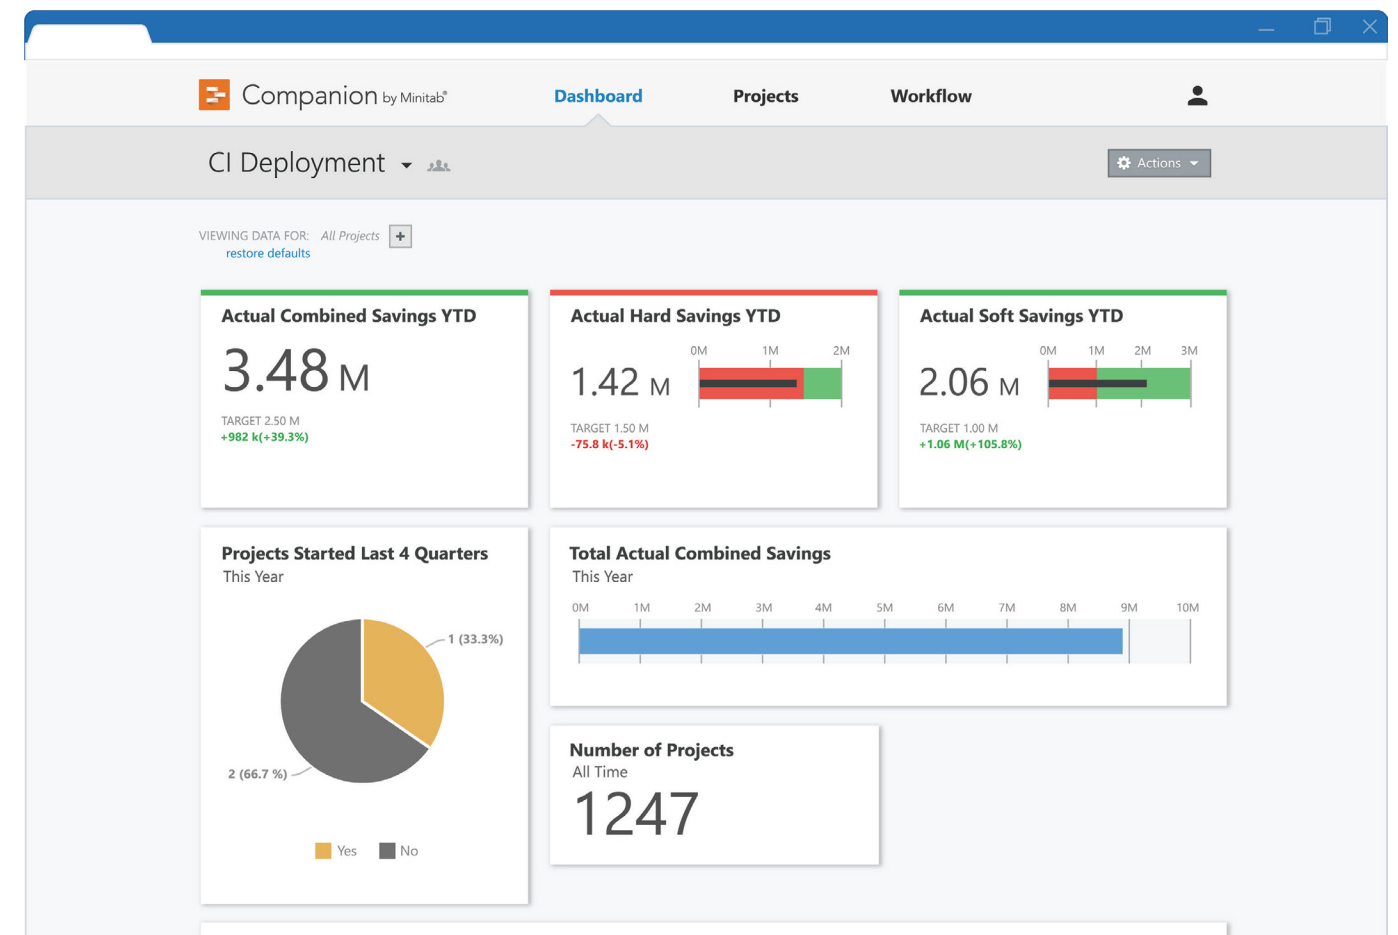 Companion by Minitab®
Dashboard
Projects
Workflow
CI Deployment
Actions
VIEWING DATA FOR: All Projects +
restore defaults
Actual Combined Savings YTD
3.48 M
TARGET 2.50 M
+982 k(+39.3%)
Actual Hard Savings YTD
0M 1M 2M
1.42 M
TARGET 1.50 M
-75.8 k(-5.1%)
Actual Soft Savings YTD
0M 1M 2M 3M
2.06 M
TARGET 1.00 M
+1.06 M(+105.8%)
Projects Started Last 4 Quarters
This Year
1 (33.3%)
2 (66.7 %)
Yes No
Total Actual Combined Savings
This Year
0M 1M 2M 3M 4M 5M 6M 7M 8M 9M 10M
Number of Projects
All Time
1247